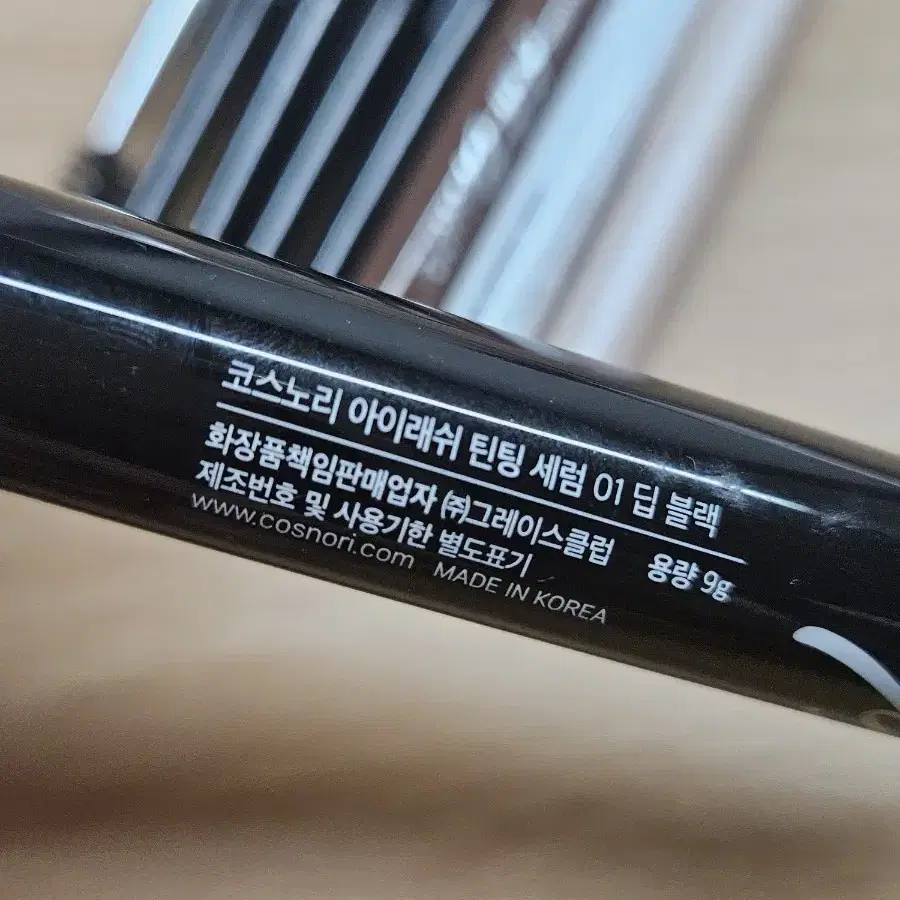 코스노리 아이래쉬 틴팅 세럼 01 딥 블랙
화장품책임판매업자 ㈜그레이스클럽 용량 9g
제조번호 및 사용기한 별도표기
www.cosnori.com MADE IN KOREA